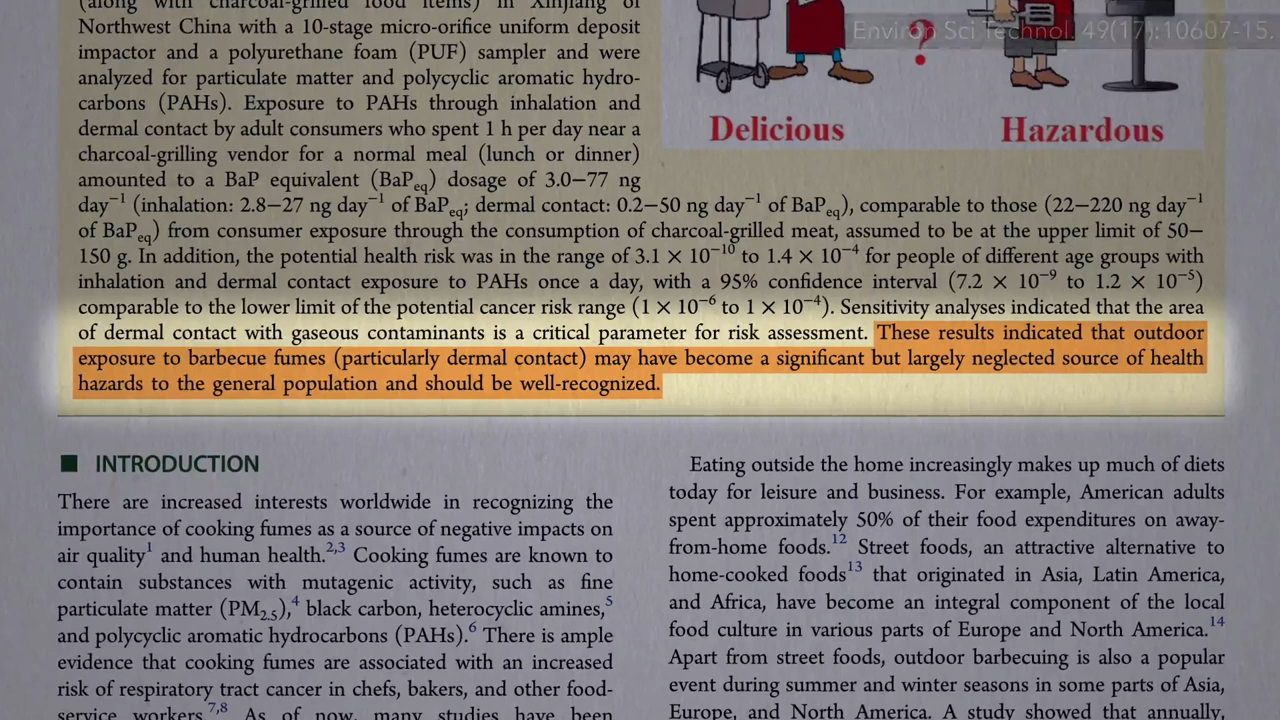 (along with charcoal-grilled food items) in Xinjiang of
Northwest China with a 10-stage micro-orifice uniform deposit
impactor and a polyurethane foam (PUF) sampler and were
analyzed for particulate matter and polycyclic aromatic hydro-
carbons (PAHs). Exposure to PAHs through inhalation and
dermal contact by adult consumers who spent 1 h per day near a
charcoal-grilling vendor for a normal meal (lunch or dinner)
amounted to a BaP equivalent (BaPeq) dosage of 3.0−77 ng
day⁻¹ (inhalation: 2.8−27 ng day⁻¹ of BaPeq; dermal contact: 0.2−50 ng day⁻¹ of BaPeq), comparable to those (22−220 ng day⁻¹
of BaPeq) from consumer exposure through the consumption of charcoal-grilled meat, assumed to be at the upper limit of 50−
150 g. In addition, the potential health risk was in the range of 3.1 × 10⁻¹⁰ to 1.4 × 10⁻⁴ for people of different age groups with
inhalation and dermal contact exposure to PAHs once a day, with a 95% confidence interval (7.2 × 10⁻⁹ to 1.2 × 10⁻⁵)
comparable to the lower limit of the potential cancer risk range (1 × 10⁻⁶ to 1 × 10⁻⁴). Sensitivity analyses indicated that the area
of dermal contact with gaseous contaminants is a critical parameter for risk assessment. These results indicated that outdoor
exposure to barbecue fumes (particularly dermal contact) may have become a significant but largely neglected source of health
hazards to the general population and should be well-recognized.
Environ Sci Technol. 49(17):10607-15.
?
Delicious
Hazardous
■ INTRODUCTION
There are increased interests worldwide in recognizing the
importance of cooking fumes as a source of negative impacts on
air quality¹ and human health.²,³ Cooking fumes are known to
contain substances with mutagenic activity, such as fine
particulate matter (PM₂.₅),⁴ black carbon, heterocyclic amines,⁵
and polycyclic aromatic hydrocarbons (PAHs).⁶ There is ample
evidence that cooking fumes are associated with an increased
risk of respiratory tract cancer in chefs, bakers, and other food-
service workers.⁷,⁸ As of now, many studies have been
Eating outside the home increasingly makes up much of diets
today for leisure and business. For example, American adults
spent approximately 50% of their food expenditures on away-
from-home foods.¹² Street foods, an attractive alternative to
home-cooked foods¹³ that originated in Asia, Latin America,
and Africa, have become an integral component of the local
food culture in various parts of Europe and North America.¹⁴
Apart from street foods, outdoor barbecuing is also a popular
event during summer and winter seasons in some parts of Asia,
Europe, and North America. A study showed that annually,